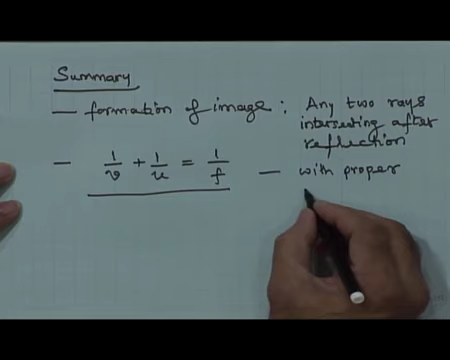 Summary
— formation of image : Any two rays
intersecting after
reflection
— 1/v + 1/u = 1/f — with proper